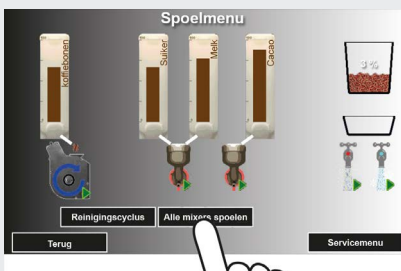 Spoelmenu
koffiebonen
Suiker
Melk
Cacao
3 %
Reinigingscyclus
Alle mixers spoelen
Terug
Servicemenu